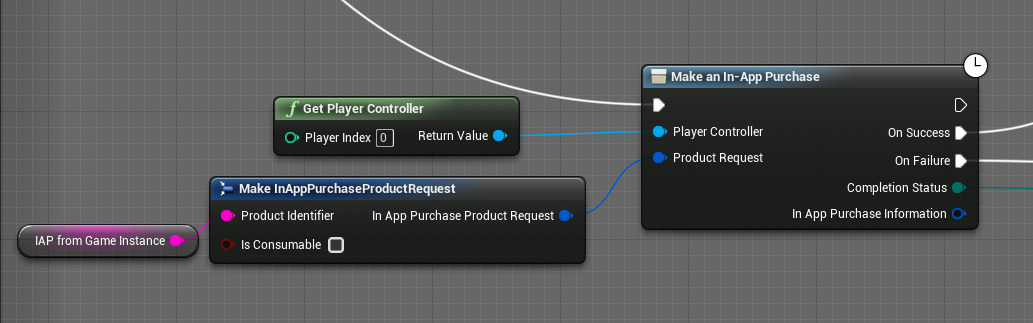 Make an In-App Purchase
f Get Player Controller
Player Index 0
Return Value
Player Controller
On Success
Product Request
On Failure
Make InAppPurchaseProductRequest
Completion Status
Product Identifier
In App Purchase Product Request
In App Purchase Information
IAP from Game Instance
Is Consumable